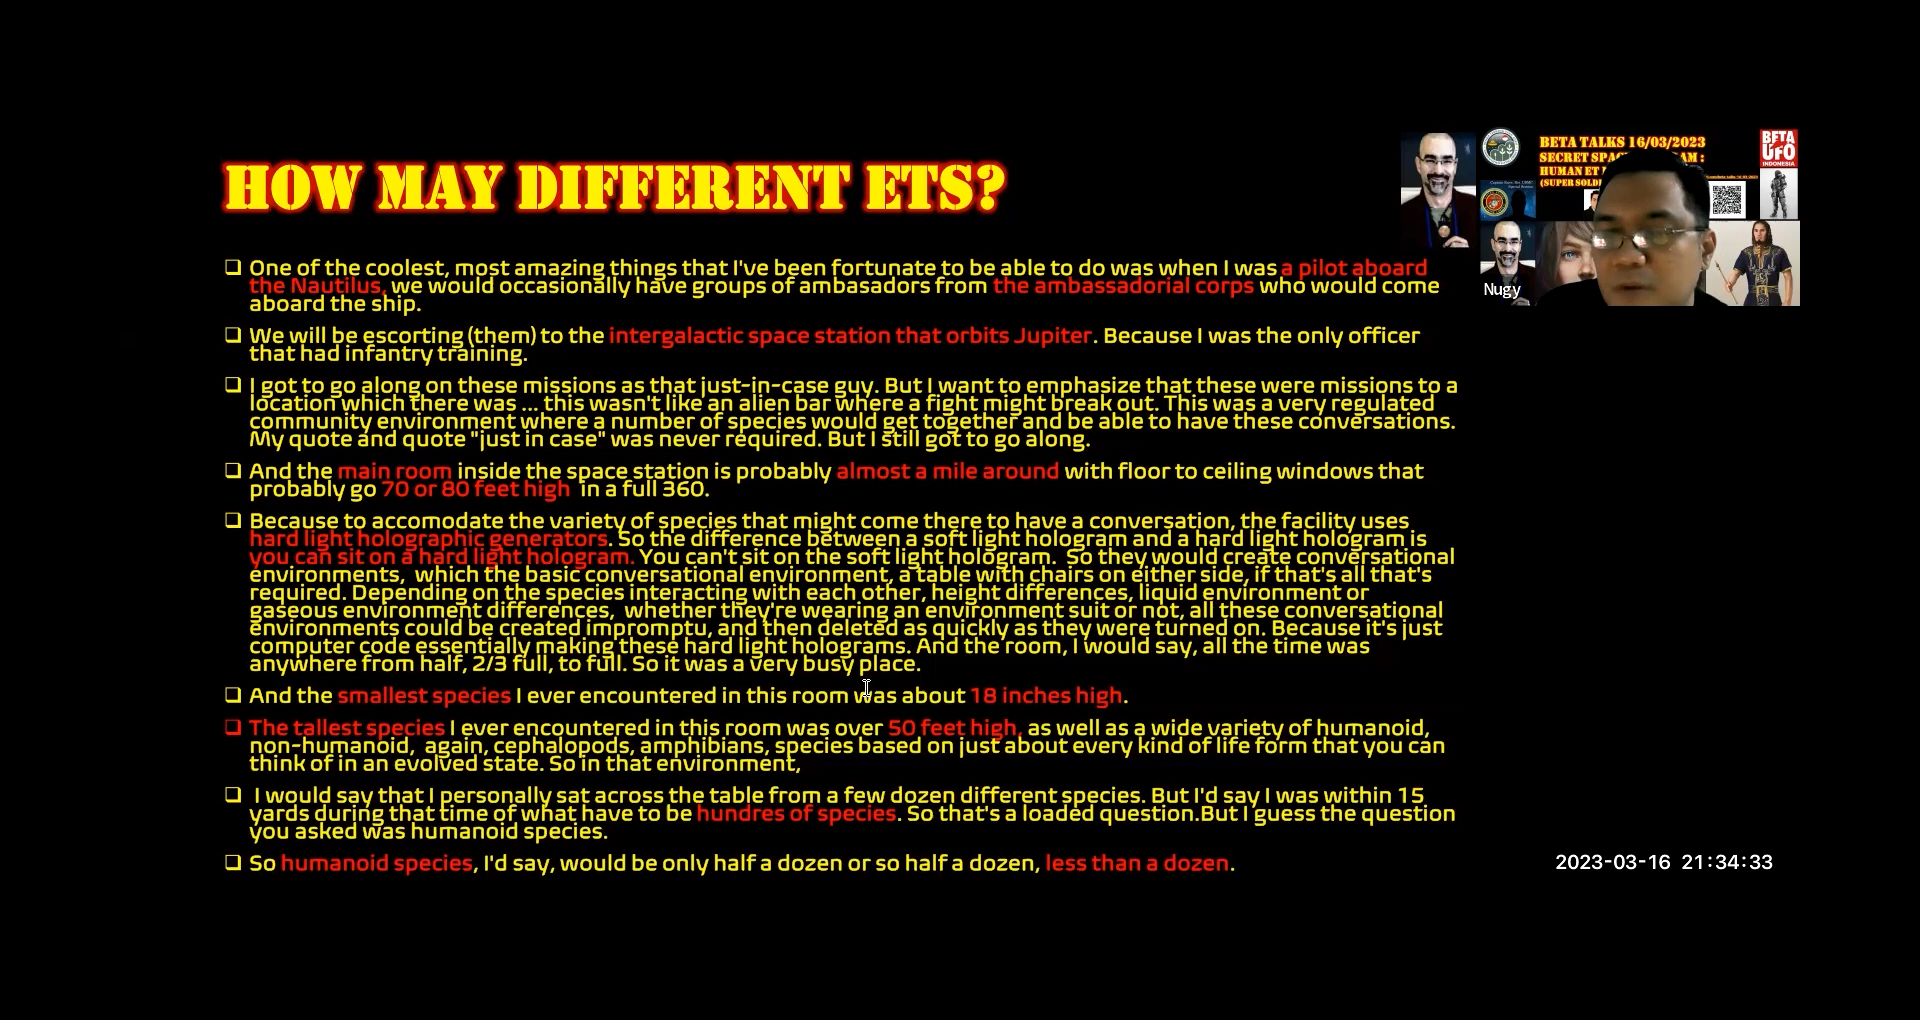 HOW MAY DIFFERENT ETS?
❑ One of the coolest, most amazing things that I've been fortunate to be able to do was when I was a pilot aboard
the Nautilus, we would occasionally have groups of ambasadors from the ambassadorial corps who would come
aboard the ship.
❑ We will be escorting (them) to the intergalactic space station that orbits Jupiter. Because I was the only officer
that had infantry training.
❑ I got to go along on these missions as that just-in-case guy. But I want to emphasize that these were missions to a
location which there was ... this wasn't like an alien bar where a fight might break out. This was a very regulated
community environment where a number of species would get together and be able to have these conversations.
My quote and quote "just in case" was never required. But I still got to go along.
❑ And the main room inside the space station is probably almost a mile around with floor to ceiling windows that
probably go 70 or 80 feet high in a full 360.
❑ Because to accomodate the variety of species that might come there to have a conversation, the facility uses
hard light holographic generators. So the difference between a soft light hologram and a hard light hologram is
you can sit on a hard light hologram. You can't sit on the soft light hologram. So they would create conversational
environments, which the basic conversational environment, a table with chairs on either side, if that's all that's
required. Depending on the species interacting with each other, height differences, liquid environment or
gaseous environment differences, whether they're wearing an environment suit or not, all these conversational
environments could be created impromptu, and then deleted as quickly as they were turned on. Because it's just
computer code essentially making these hard light holograms. And the room, I would say, all the time was
anywhere from half, 2/3 full, to full. So it was a very busy place.
❑ And the smallest species I ever encountered in this room was about 18 inches high.
❑ The tallest species I ever encountered in this room was over 50 feet high, as well as a wide variety of humanoid,
non-humanoid, again, cephalopods, amphibians, species based on just about every kind of life form that you can
think of in an evolved state. So in that environment,
❑ I would say that I personally sat across the table from a few dozen different species. But I'd say I was within 15
yards during that time of what have to be hundres of species. So that's a loaded question.But I guess the question
you asked was humanoid species.
❑ So humanoid species, I'd say, would be only half a dozen or so half a dozen, less than a dozen.
BETA TALKS 16/03/2023
SECRET
HUMAN ET
(SUPER
BETA
UFO
INDONESIA
Nugy
2023-03-16 21:34:33